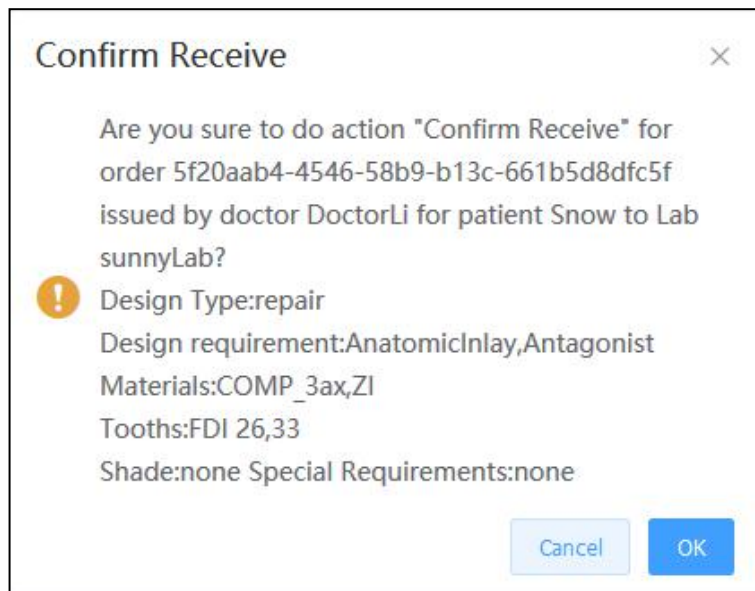 Confirm Receive
Are you sure to do action "Confirm Receive" for
order 5f20aab4-4546-58b9-b13c-661b5d8dfc5f
issued by doctor DoctorLi for patient Snow to Lab
sunnyLab?
Design Type:repair
Design requirement:AnatomicInlay,Antagonist
Materials:COMP_3ax,ZI
Tooths:FDI 26,33
Shade:none Special Requirements:none
Cancel
OK